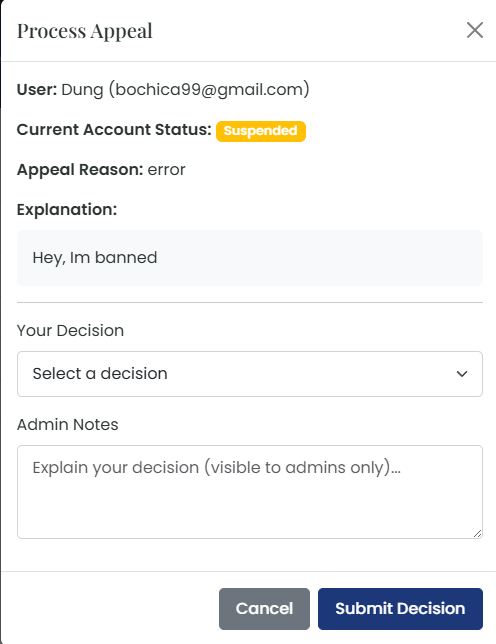 Process Appeal
User: Dung (bochica99@gmail.com)
Current Account Status: Suspended
Appeal Reason: error
Explanation:
Hey, Im banned
Your Decision
Select a decision
Admin Notes
Explain your decision (visible to admins only)...
Cancel Submit Decision